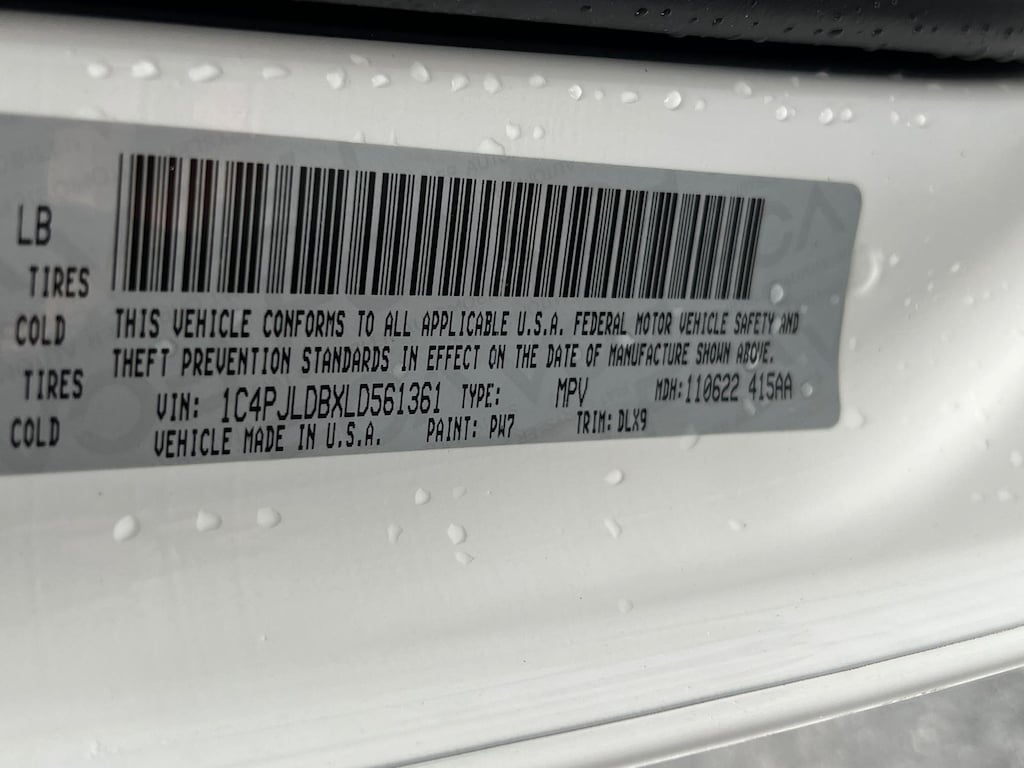 LB
TIRES
COLD
TIRES
COLD
THIS VEHICLE CONFORMS TO ALL APPLICABLE U.S.A. FEDERAL MOTOR VEHICLE SAFETY AND
THEFT PREVENTION STANDARDS IN EFFECT ON THE DATE OF MANUFACTURE SHOWN ABOVE.
VIN: 1C4PJLDBXLD561361 TYPE: MPV MDH: 110622 415AA
VEHICLE MADE IN U.S.A. PAINT: PW7 TRIM: DLX9